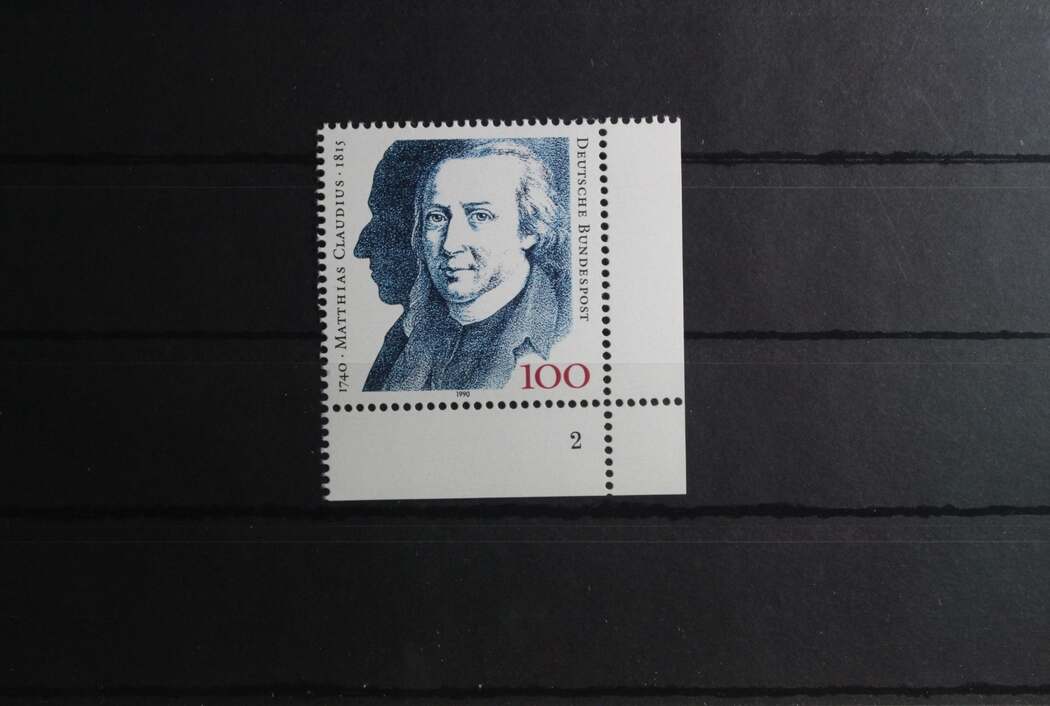 1740 · MATTHIAS CLAUDIUS · 1815
DEUTSCHE BUNDESPOST
100
1990
2